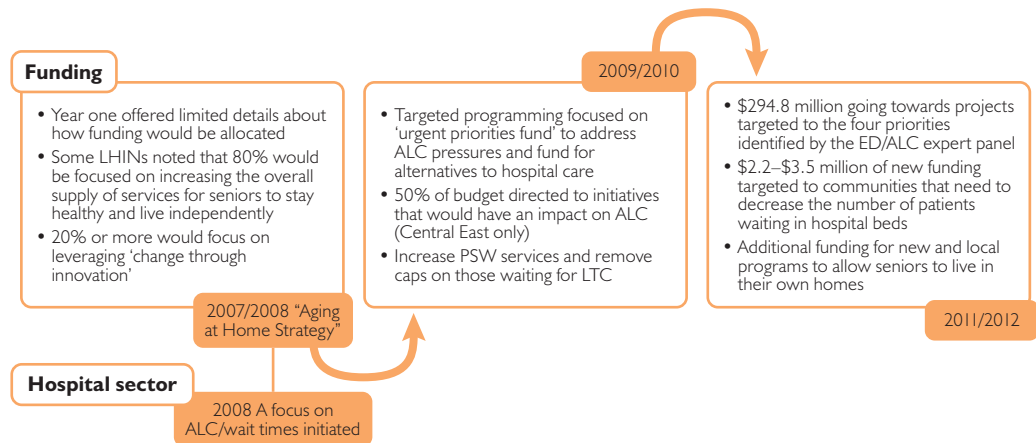 Funding
• Year one offered limited details about
how funding would be allocated
• Some LHINs noted that 80% would
be focused on increasing the overall
supply of services for seniors to stay
healthy and live independently
• 20% or more would focus on
leveraging ‘change through
innovation’
2007/2008 “Aging
at Home Strategy”
Hospital sector
2008 A focus on
ALC/wait times initiated
2009/2010
• Targeted programming focused on
‘urgent priorities fund’ to address
ALC pressures and fund for
alternatives to hospital care
• 50% of budget directed to initiatives
that would have an impact on ALC
(Central East only)
• Increase PSW services and remove
caps on those waiting for LTC
• $294.8 million going towards projects
targeted to the four priorities
identified by the ED/ALC expert panel
• $2.2–$3.5 million of new funding
targeted to communities that need to
decrease the number of patients
waiting in hospital beds
• Additional funding for new and local
programs to allow seniors to live in
their own homes
2011/2012